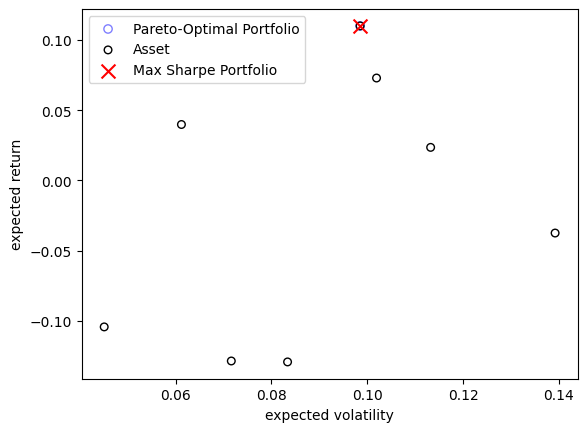 Pareto-Optimal Portfolio
Asset
Max Sharpe Portfolio
0.10
0.05
0.00
−0.05
−0.10
expected return
0.06
0.08
0.10
0.12
0.14
expected volatility